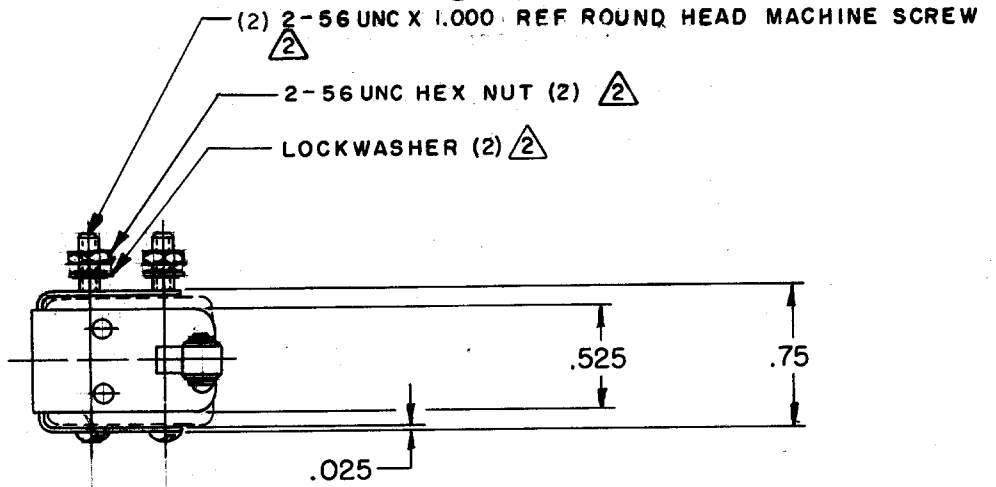 (2) 2-56 UNC X 1.000 REF ROUND HEAD MACHINE SCREW
2
2-56 UNC HEX NUT (2) 2
LOCKWASHER (2) 2
.525
.75
.025